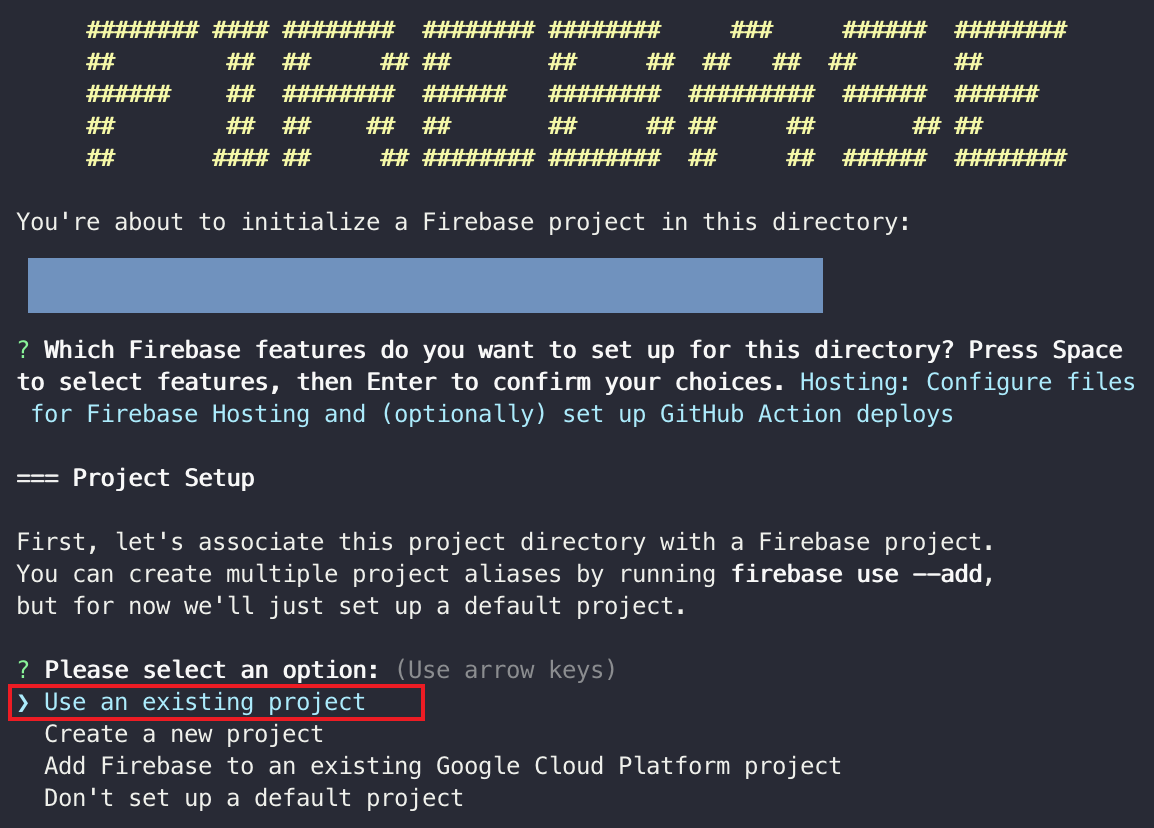 ######## #### ########  ######## ########     ###     ######  ########
##        ##  ##     ## ##       ##     ##  ##   ##  ##       ##
######    ##  ########  ######   ########  #########  ######  ######
##        ##  ##    ##  ##       ##     ## ##     ##       ## ##
##       #### ##     ## ######## ########  ##     ##  ######  ########
You're about to initialize a Firebase project in this directory:
? Which Firebase features do you want to set up for this directory? Press Space
to select features, then Enter to confirm your choices. Hosting: Configure files
for Firebase Hosting and (optionally) set up GitHub Action deploys
=== Project Setup
First, let's associate this project directory with a Firebase project.
You can create multiple project aliases by running firebase use --add,
but for now we'll just set up a default project.
? Please select an option: (Use arrow keys)
❯ Use an existing project
Create a new project
Add Firebase to an existing Google Cloud Platform project
Don't set up a default project